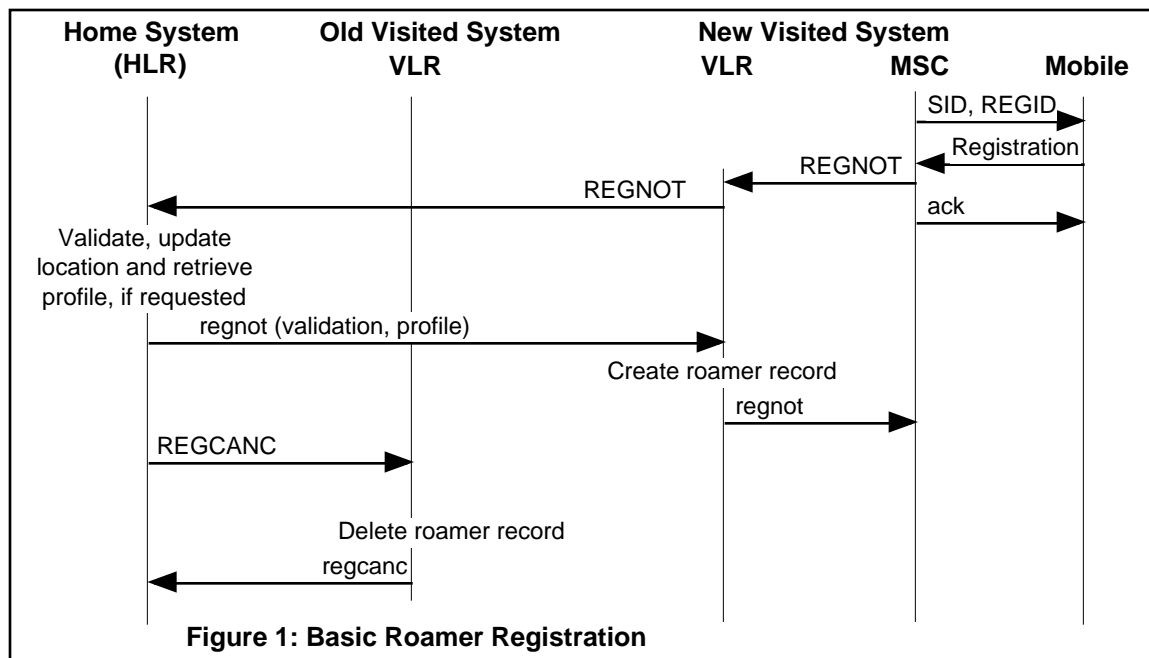 Home System
(HLR)
Old Visited System
VLR
New Visited System
VLR
MSC
Mobile
SID, REGID
Registration
REGNOT
REGNOT
ack
Validate, update
location and retrieve
profile, if requested
regnot (validation, profile)
Create roamer record
regnot
REGCANC
Delete roamer record
regcanc
Figure 1: Basic Roamer Registration